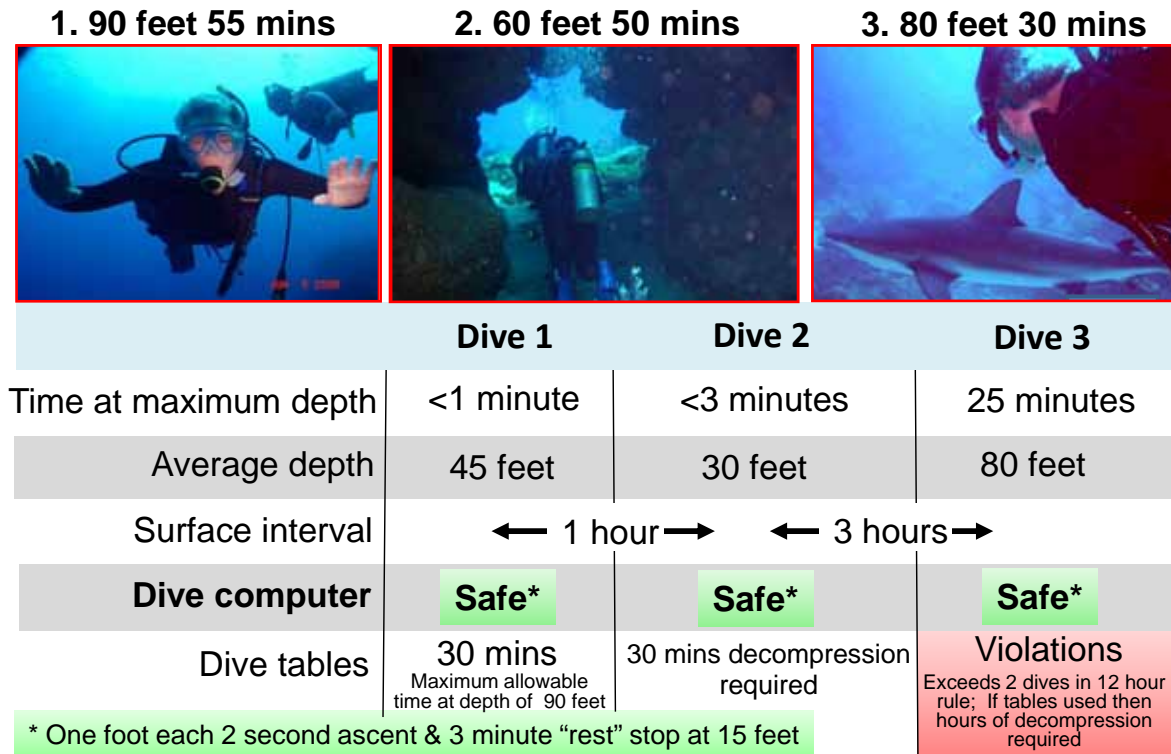 1. 90 feet 55 mins
2. 60 feet 50 mins
3. 80 feet 30 mins
Dive 1
Dive 2
Dive 3
Time at maximum depth
<1 minute
<3 minutes
25 minutes
Average depth
45 feet
30 feet
80 feet
Surface interval
1 hour
3 hours
Dive computer
Safe*
Safe*
Safe*
Dive tables
30 mins
Maximum allowable
time at depth of 90 feet
30 mins decompression
required
Violations
Exceeds 2 dives in 12 hour
rule; If tables used then
hours of decompression
required
* One foot each 2 second ascent & 3 minute “rest” stop at 15 feet